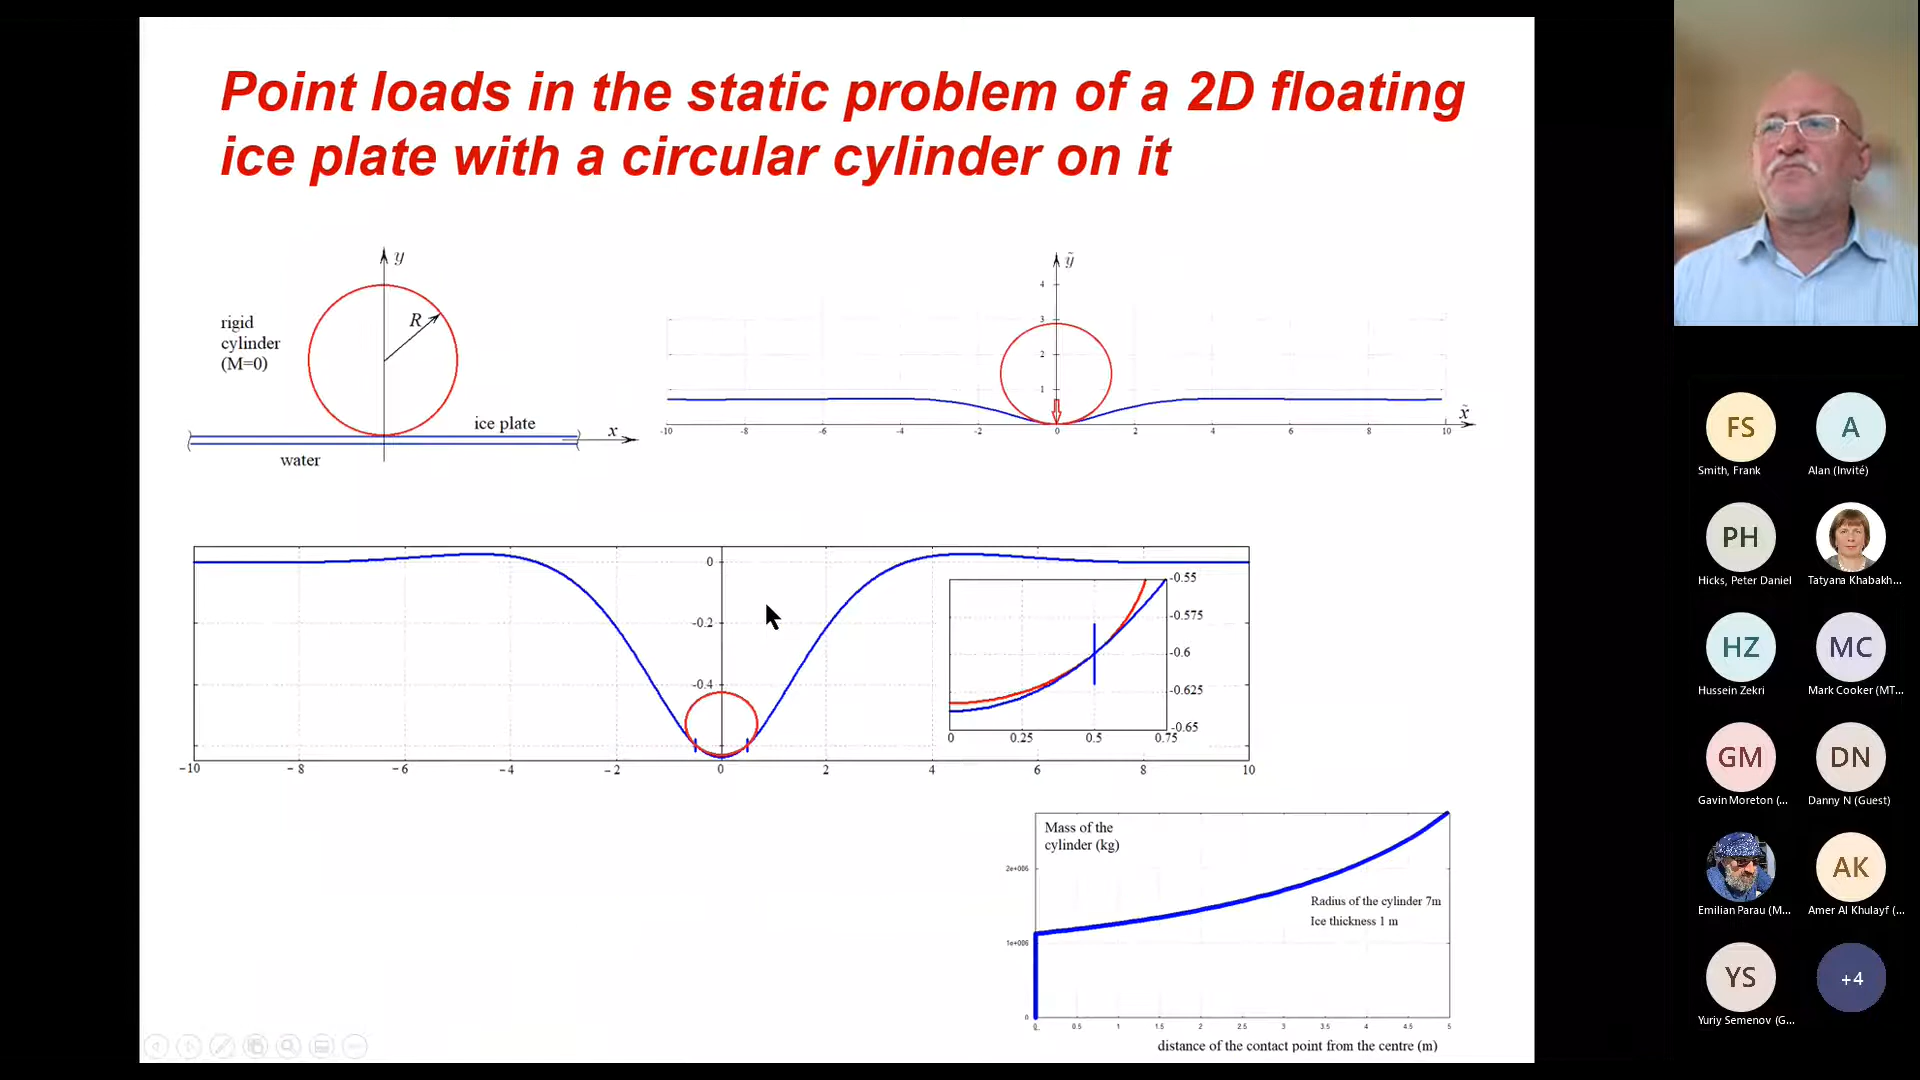 Point loads in the static problem of a 2D floating
ice plate with a circular cylinder on it
y
rigid
cylinder
(M=0)
R
ice plate
x
water
ỹ
4
3
2
1
x̃
-10 -8 -6 -4 -2 0 2 4 6 8 10
0
-0.2
-0.4
-10 -8 -6 -4 -2 0 2 4 6 8 10
-0.55
-0.575
-0.6
-0.625
-0.65
0 0.25 0.5 0.75
Mass of the
cylinder (kg)
2e+006
Radius of the cylinder 7m
Ice thickness 1 m
1e+006
0
0 0.5 1 1.5 2 2.5 3 3.5 4 4.5 5
distance of the contact point from the centre (m)
FS
Smith, Frank
A
Alan (Invité)
PH
Hicks, Peter Daniel
Tatyana Khabakh...
HZ
Hussein Zekri
MC
Mark Cooker (MT...
GM
Gavin Moreton (...
DN
Danny N (Guest)
Emilian Parau (M...
AK
Amer Al Khulayf (...
YS
Yuriy Semenov (G...
+4